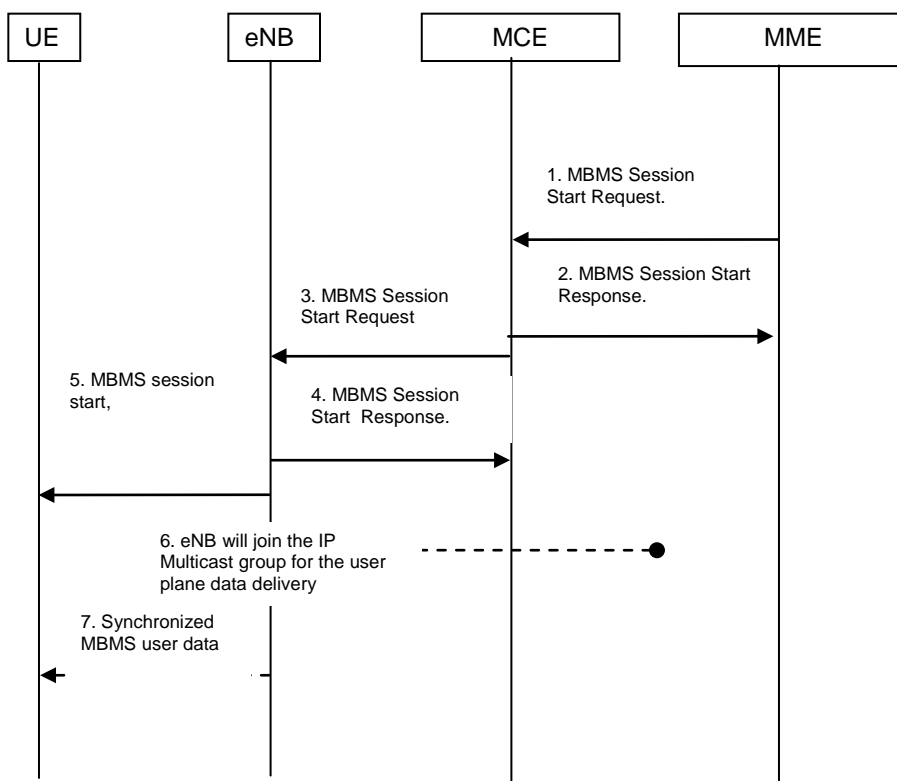 UE
eNB
MCE
MME
1. MBMS Session
Start Request.
2. MBMS Session Start
Response.
3. MBMS Session
Start Request
4. MBMS Session
Start  Response.
5. MBMS session
start,
6. eNB will join the IP
Multicast group for the user
plane data delivery
7. Synchronized
MBMS user data